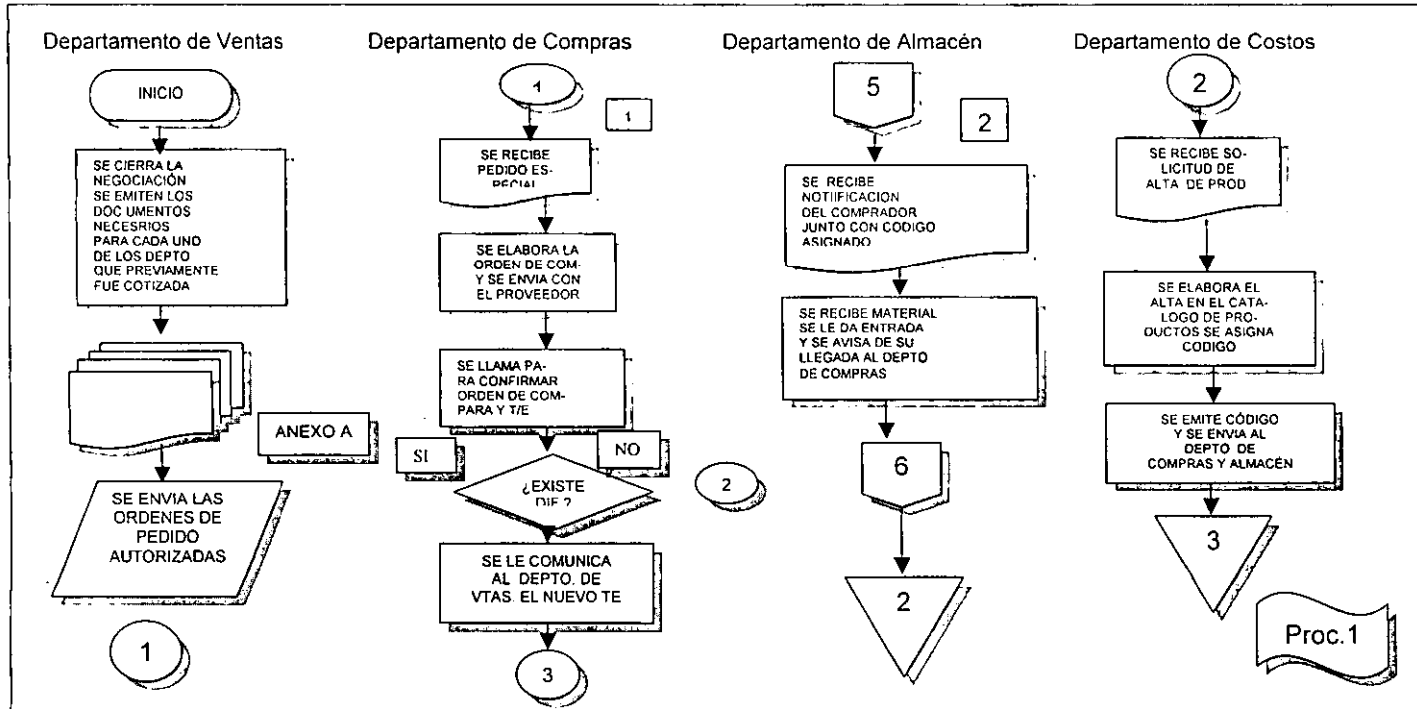 Departamento de Ventas
INICIO
SE CIERRA LA
NEGOCIACIÓN
SE EMITEN LOS
DOC UMENTOS
NECESRIOS
PARA CADA UNO
DE LOS DEPTO
QUE PREVIAMENTE
FUE COTIZADA
ANEXO A
SE ENVIA LAS
ORDENES DE
PEDIDO
AUTORIZADAS
1
Departamento de Compras
1
1
SE RECIBE
PEDIDO ES-
PECIAL
SE ELABORA LA
ORDEN DE COM-
Y SE ENVIA CON
EL PROVEEDOR
SE LLAMA PA-
RA CONFIRMAR
ORDEN DE COM-
PARA Y T/E
SI
NO
¿EXISTE
DIF ?
2
SE LE COMUNICA
AL DEPTO. DE
VTAS. EL NUEVO TE
3
Departamento de Almacén
5
2
SE RECIBE
NOTIIFICACION
DEL COMPRADOR
JUNTO CON CODIGO
ASIGNADO
SE RECIBE MATERIAL
SE LE DA ENTRADA
Y SE AVISA DE SU
LLEGADA AL DEPTO
DE COMPRAS
6
2
Departamento de Costos
2
SE RECIBE SO-
LICITUD DE
ALTA DE PROD
SE ELABORA EL
ALTA EN EL CATA-
LOGO DE PRO-
DUCTOS SE ASIGNA
CODIGO
SE EMITE CÓDIGO
Y SE ENVIA AL
DEPTO DE
COMPRAS Y ALMACÉN
3
Proc.1